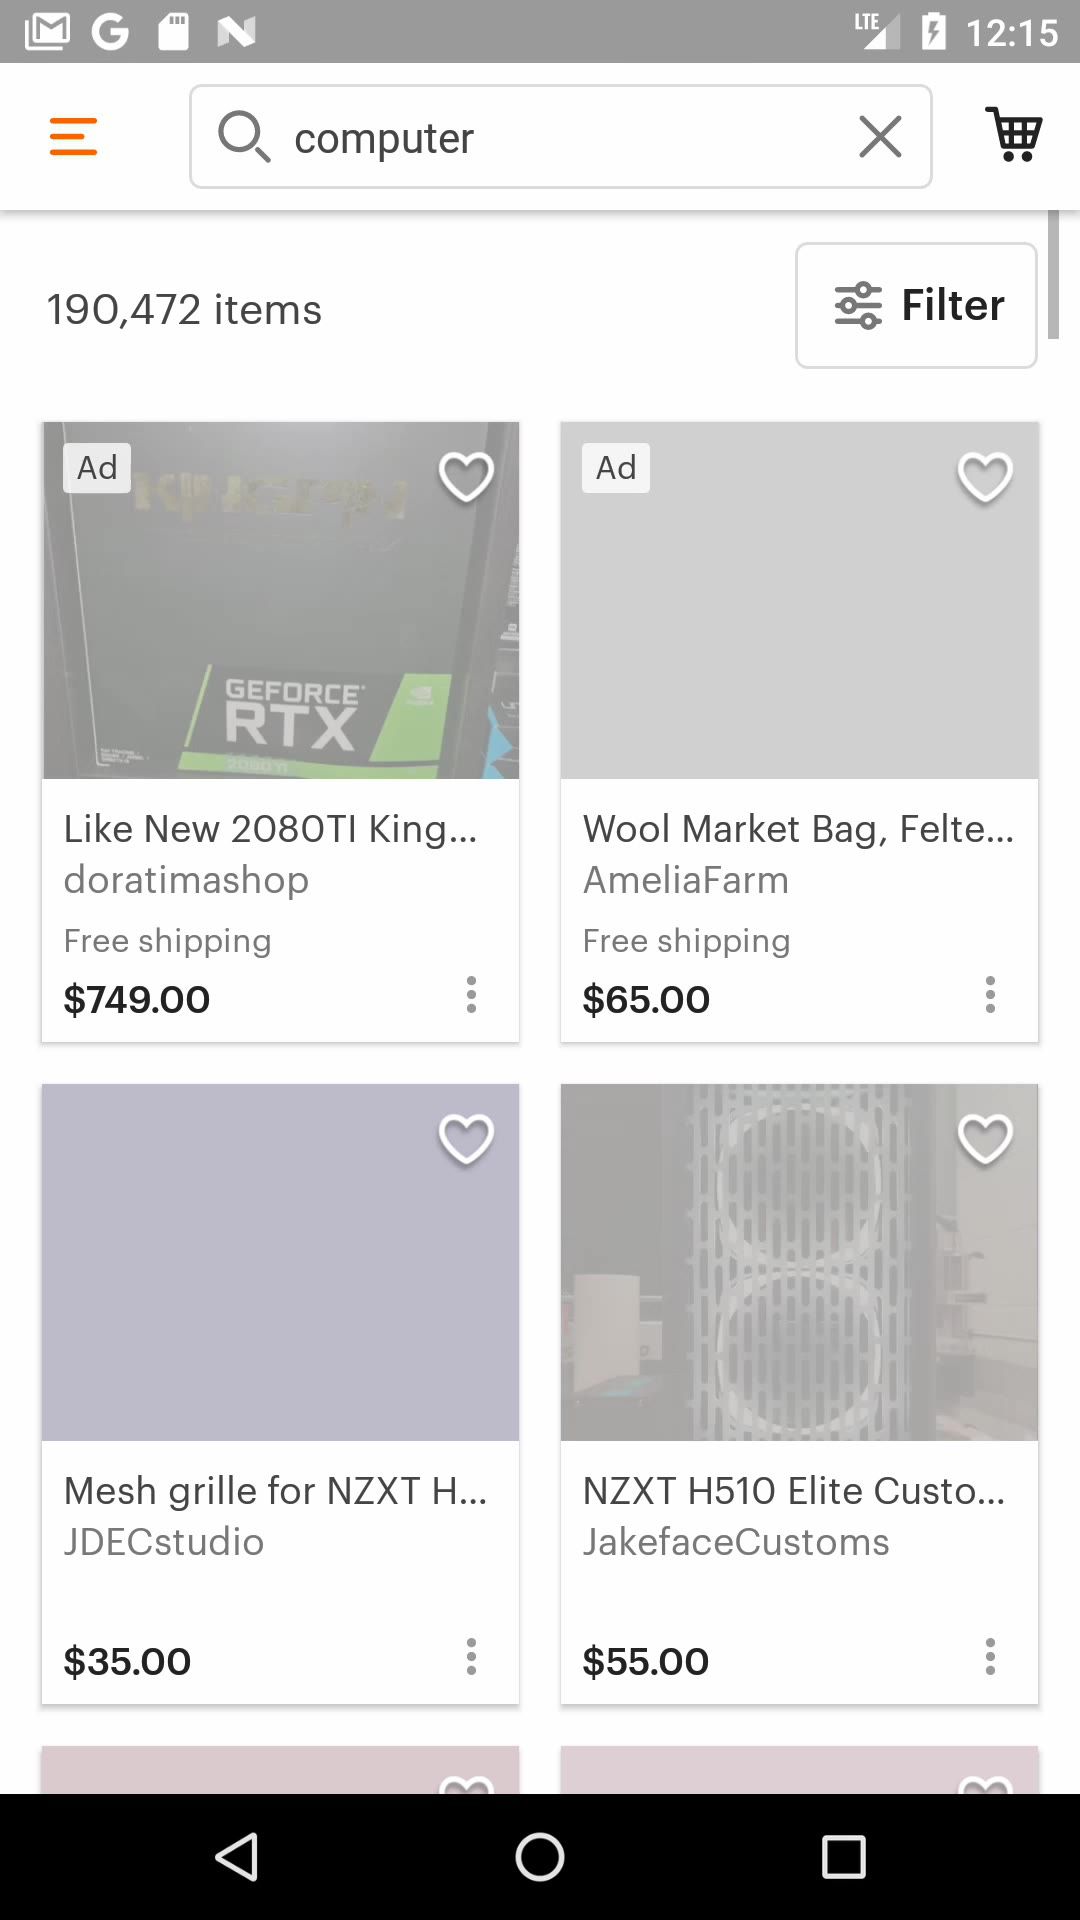 LTE 12:15
computer
190,472 items
Filter
Ad
Ad
GEFORCE
RTX
2080 TI
Like New 2080TI King...
doratimashop
Free shipping
$749.00
Wool Market Bag, Felte...
AmeliaFarm
Free shipping
$65.00
Mesh grille for NZXT H...
JDECstudio
$35.00
NZXT H510 Elite Custo...
JakefaceCustoms
$55.00